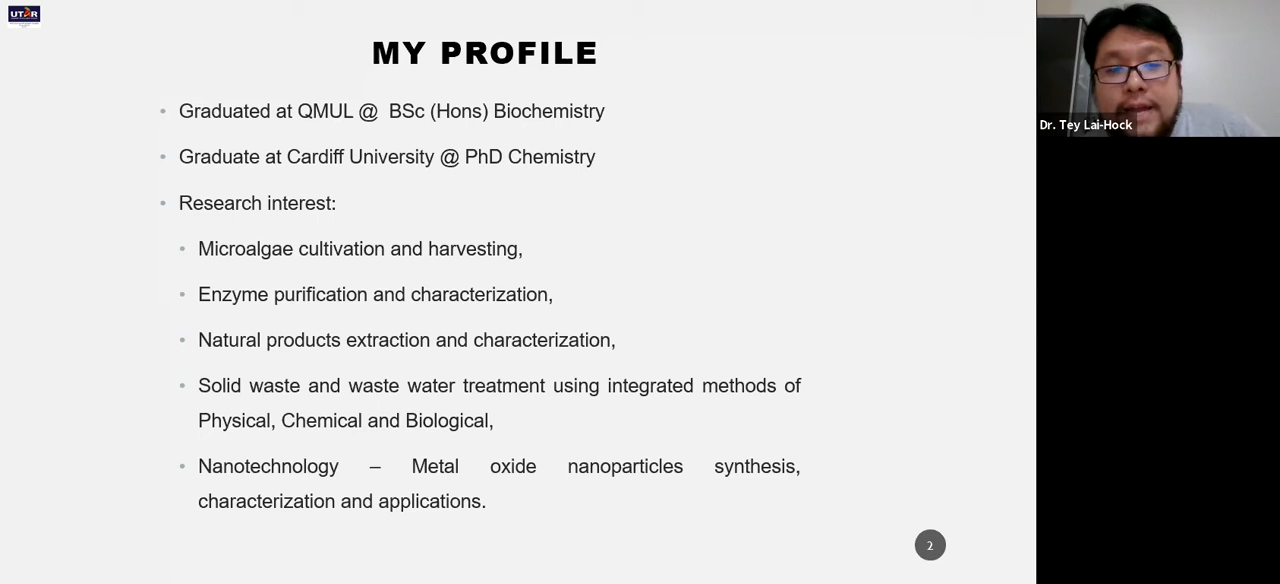 UTAR
MY PROFILE
• Graduated at QMUL @ BSc (Hons) Biochemistry
• Graduate at Cardiff University @ PhD Chemistry
• Research interest:
• Microalgae cultivation and harvesting,
• Enzyme purification and characterization,
• Natural products extraction and characterization,
• Solid waste and waste water treatment using integrated methods of
Physical, Chemical and Biological,
• Nanotechnology – Metal oxide nanoparticles synthesis,
characterization and applications.
2
Dr. Tey Lai-Hock